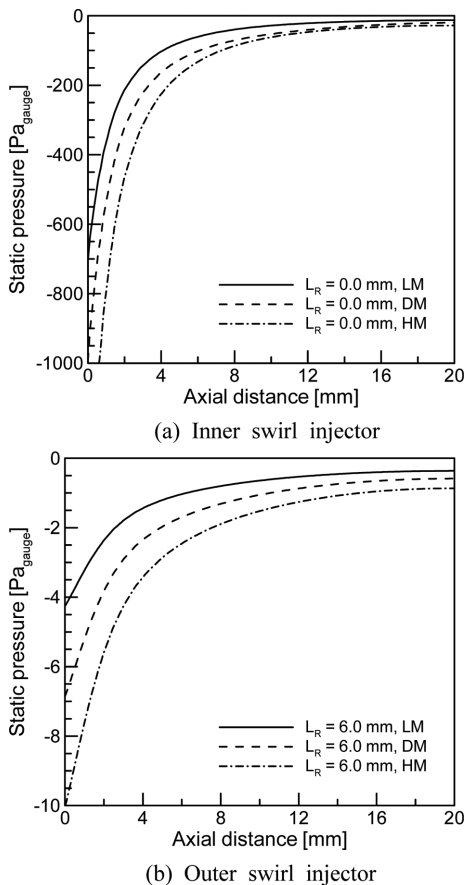 0
-200
-400
-600
-800
-1000
Static pressure [Pa_gauge]
0 4 8 12 16 20
Axial distance [mm]
L_R = 0.0 mm, LM
L_R = 0.0 mm, DM
L_R = 0.0 mm, HM
(a) Inner swirl injector
0
-2
-4
-6
-8
-10
Static pressure [Pa_gauge]
0 4 8 12 16 20
Axial distance [mm]
L_R = 6.0 mm, LM
L_R = 6.0 mm, DM
L_R = 6.0 mm, HM
(b) Outer swirl injector